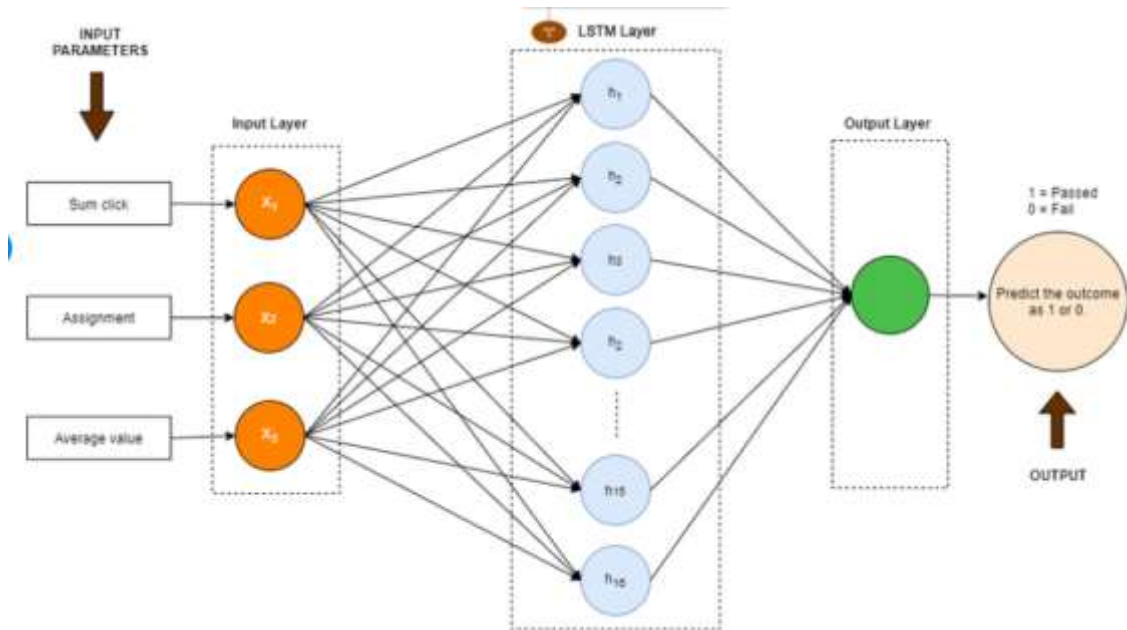 INPUT
PARAMETERS
LSTM Layer
Input Layer
Output Layer
h1
h2
h2
h15
h16
X1
X2
X3
Sum click
Assignment
Average value
1 = Passed
0 = Fail
Predict the outcome
as 1 or 0
OUTPUT